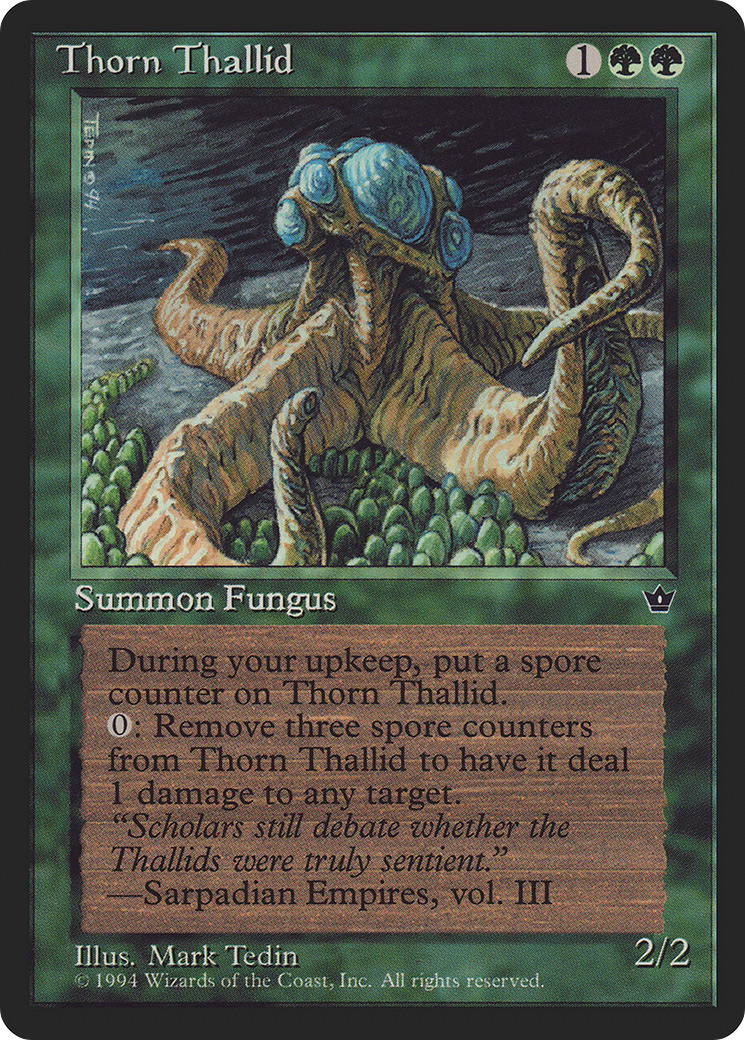 Thorn Thallid
1
TEDIN © 94
Summon Fungus
During your upkeep, put a spore
counter on Thorn Thallid.
0: Remove three spore counters
from Thorn Thallid to have it deal
1 damage to any target.
“Scholars still debate whether the
Thallids were truly sentient.”
—Sarpadian Empires, vol. III
Illus. Mark Tedin
2/2
© 1994 Wizards of the Coast, Inc. All rights reserved.